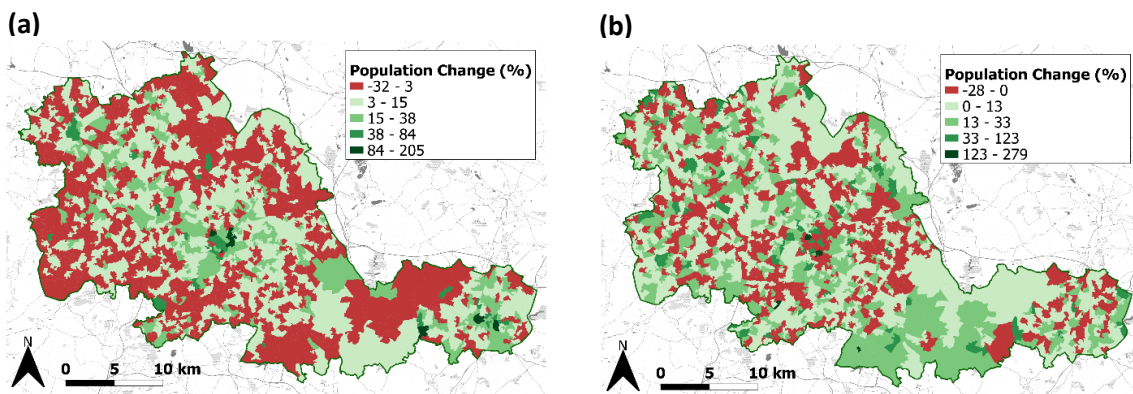 (a)
Population Change (%)
-32 - 3
3 - 15
15 - 38
38 - 84
84 - 205
N
0 5 10 km
(b)
Population Change (%)
-28 - 0
0 - 13
13 - 33
33 - 123
123 - 279
N
0 5 10 km